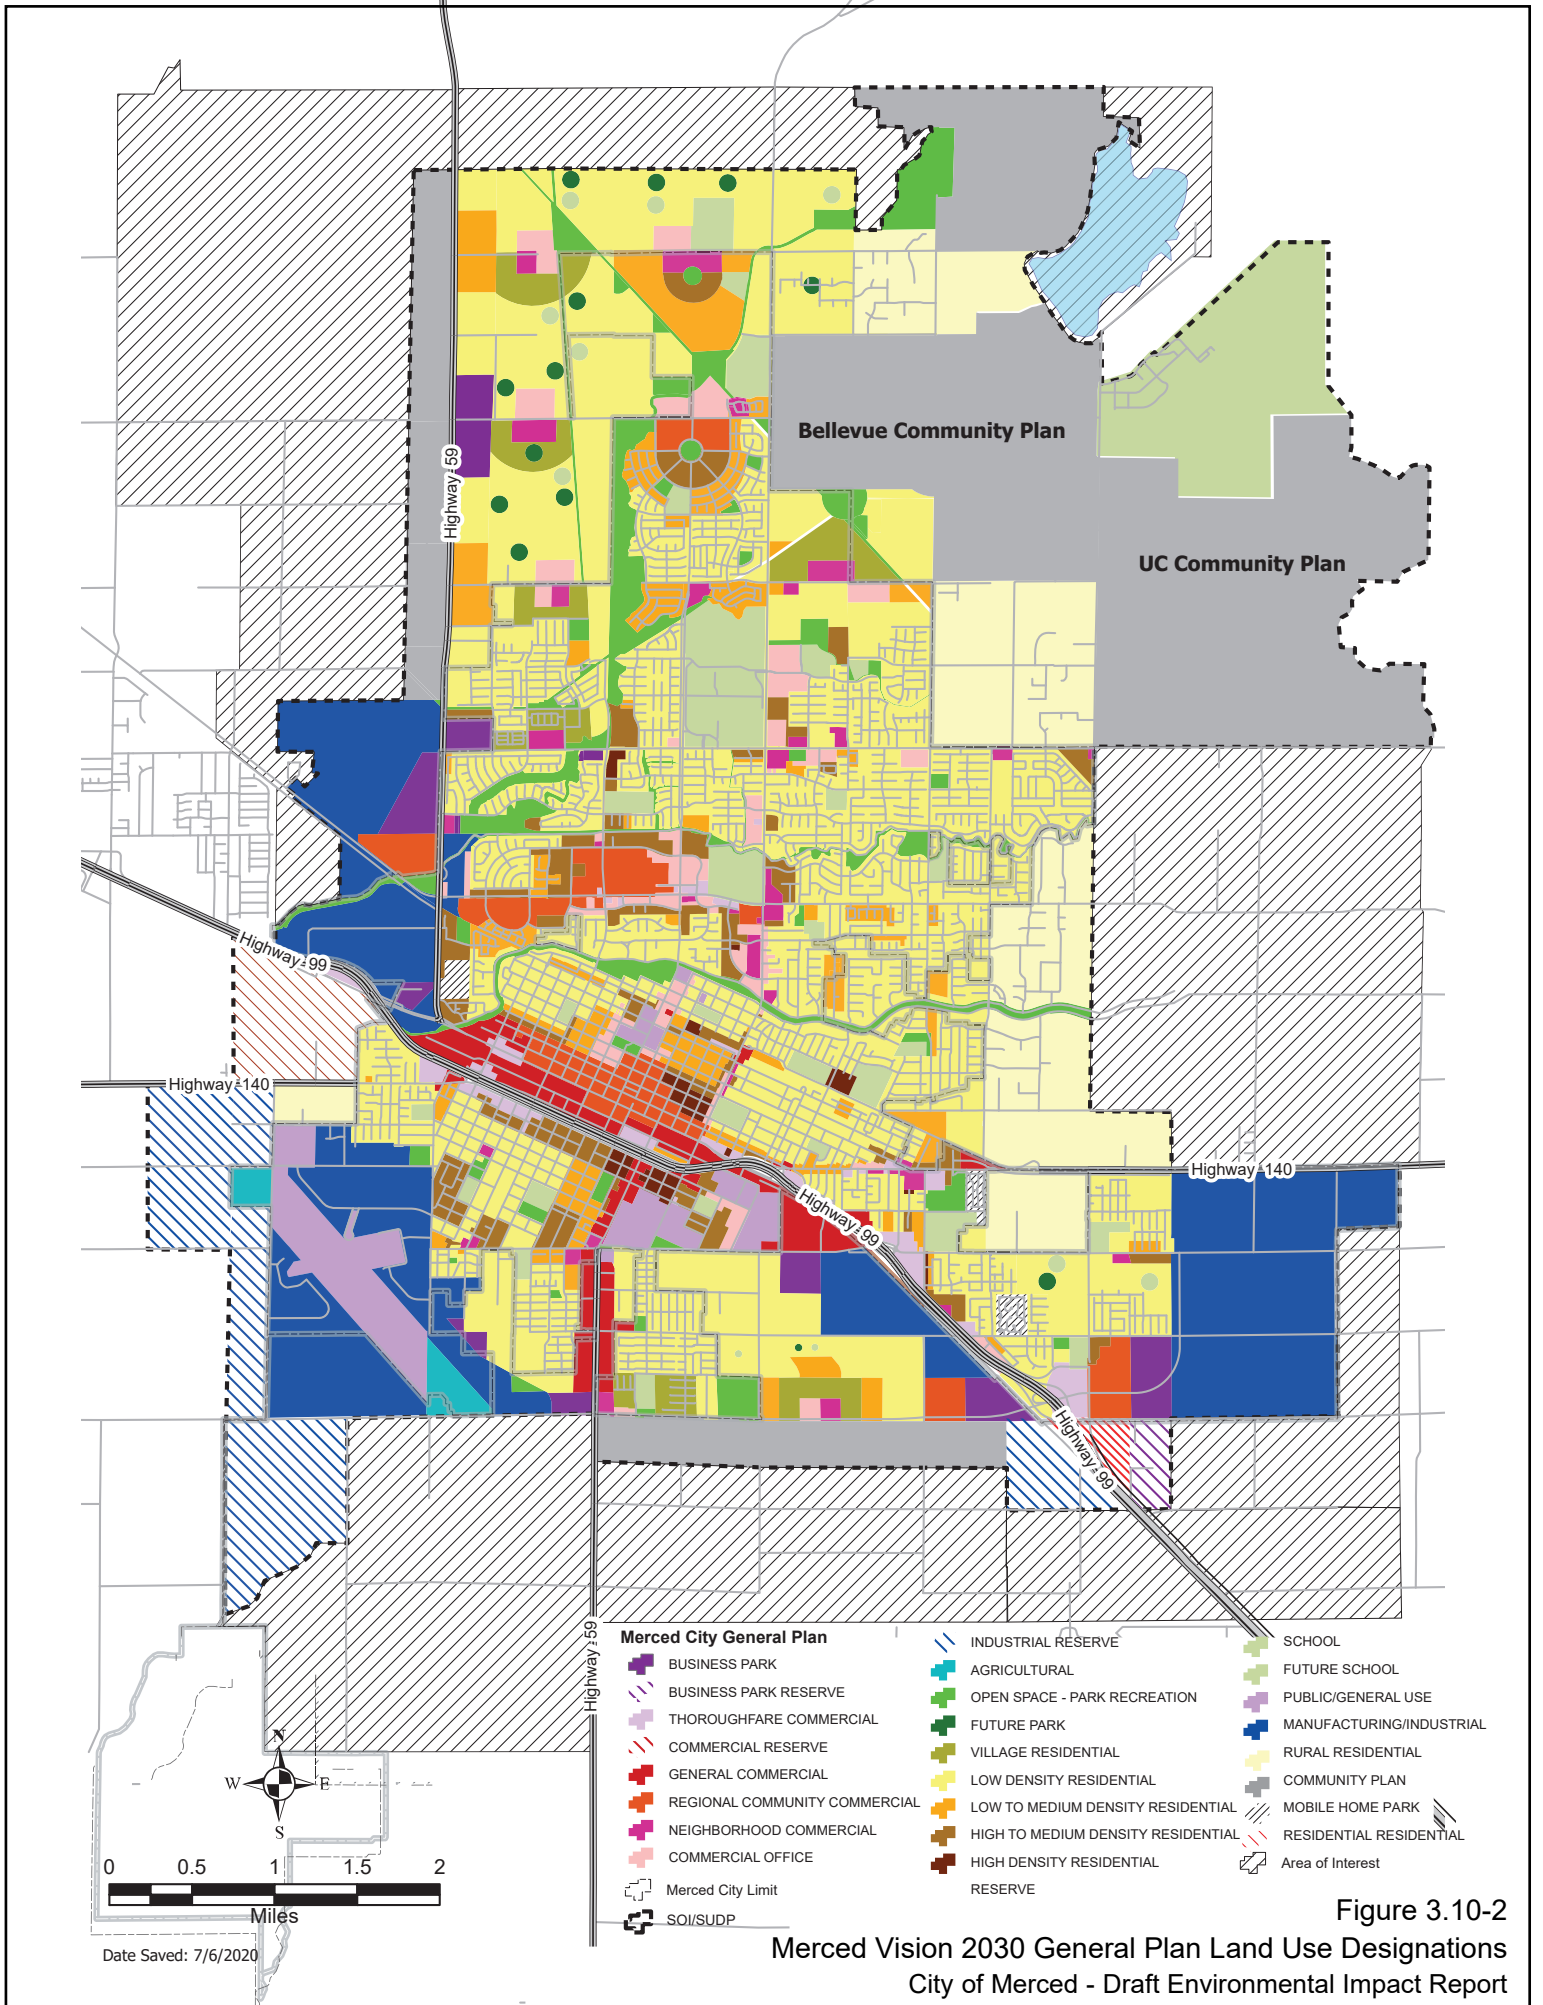 Bellevue Community Plan
Highway 59
UC Community Plan
Highway 99
Highway 140
Highway 140
Highway 99
Highway 99
Highway 59
Merced City General Plan
BUSINESS PARK
BUSINESS PARK RESERVE
THOROUGHFARE COMMERCIAL
COMMERCIAL RESERVE
GENERAL COMMERCIAL
REGIONAL COMMUNITY COMMERCIAL
NEIGHBORHOOD COMMERCIAL
COMMERCIAL OFFICE
Merced City Limit
SOI/SUDP
INDUSTRIAL RESERVE
AGRICULTURAL
OPEN SPACE - PARK RECREATION
FUTURE PARK
VILLAGE RESIDENTIAL
LOW DENSITY RESIDENTIAL
LOW TO MEDIUM DENSITY RESIDENTIAL
HIGH TO MEDIUM DENSITY RESIDENTIAL
HIGH DENSITY RESIDENTIAL
RESERVE
SCHOOL
FUTURE SCHOOL
PUBLIC/GENERAL USE
MANUFACTURING/INDUSTRIAL
RURAL RESIDENTIAL
COMMUNITY PLAN
MOBILE HOME PARK
RESIDENTIAL RESIDENTIAL
Area of Interest
N
W E
S
0 0.5 1 1.5 2
Miles
Date Saved: 7/6/2020
Figure 3.10-2
Merced Vision 2030 General Plan Land Use Designations
City of Merced - Draft Environmental Impact Report